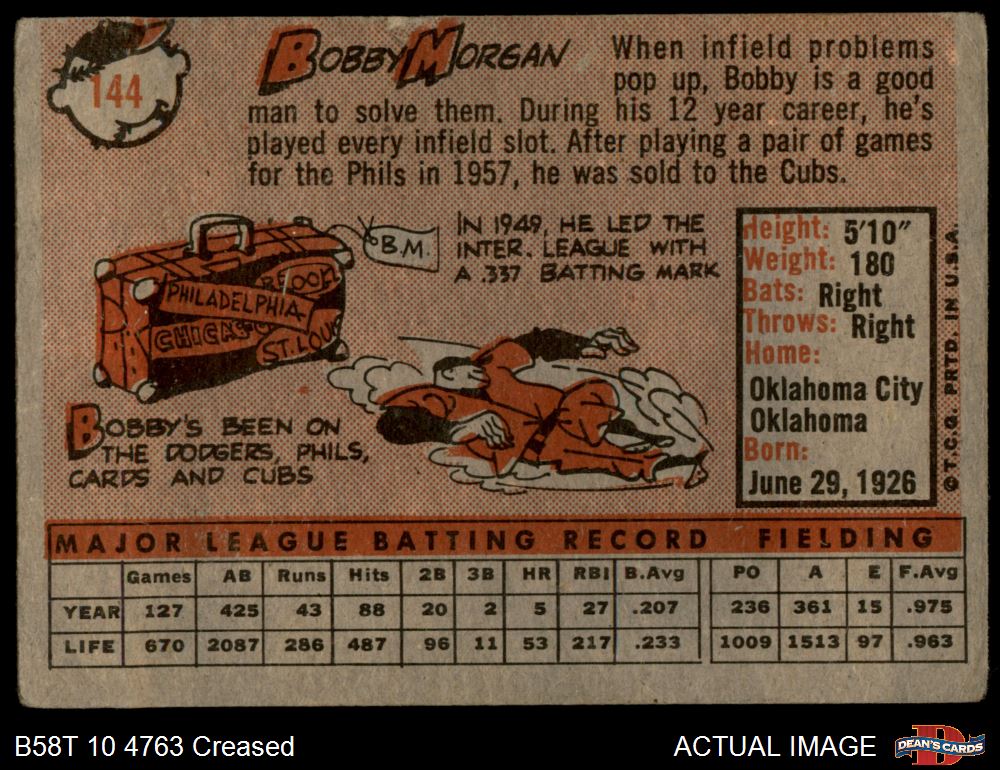 144
BOBBY MORGAN
When infield problems
pop up, Bobby is a good
man to solve them. During his 12 year career, he's
played every infield slot. After playing a pair of games
for the Phils in 1957, he was sold to the Cubs.
IN 1949, HE LED THE
INTER. LEAGUE WITH
A .337 BATTING MARK
B.M.
BROOK
PHILADELPHIA
CHICAGO
ST. LOUIS
BOBBY'S BEEN ON
THE DODGERS, PHILS,
CARDS AND CUBS
Height: 5'10"
Weight: 180
Bats: Right
Throws: Right
Home:
Oklahoma City
Oklahoma
Born:
June 29, 1926
©T.C.G. PRTD. IN U.S.A.
MAJOR LEAGUE BATTING RECORD FIELDING
Games AB Runs Hits 2B 3B HR RBI B.Avg PO A E F.Avg
YEAR 127 425 43 88 20 2 5 27 .207 236 361 15 .975
LIFE 670 2087 286 487 96 11 53 217 .233 1009 1513 97 .963
B58T 10 4763 Creased
ACTUAL IMAGE
D
DEAN'S CARDS